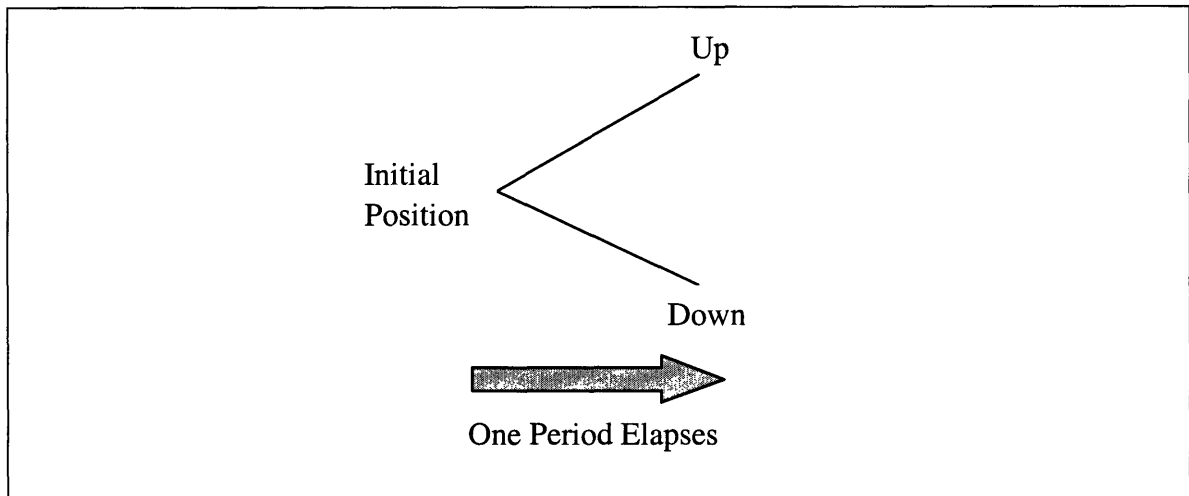 Up
Initial
Position
Down
One Period Elapses